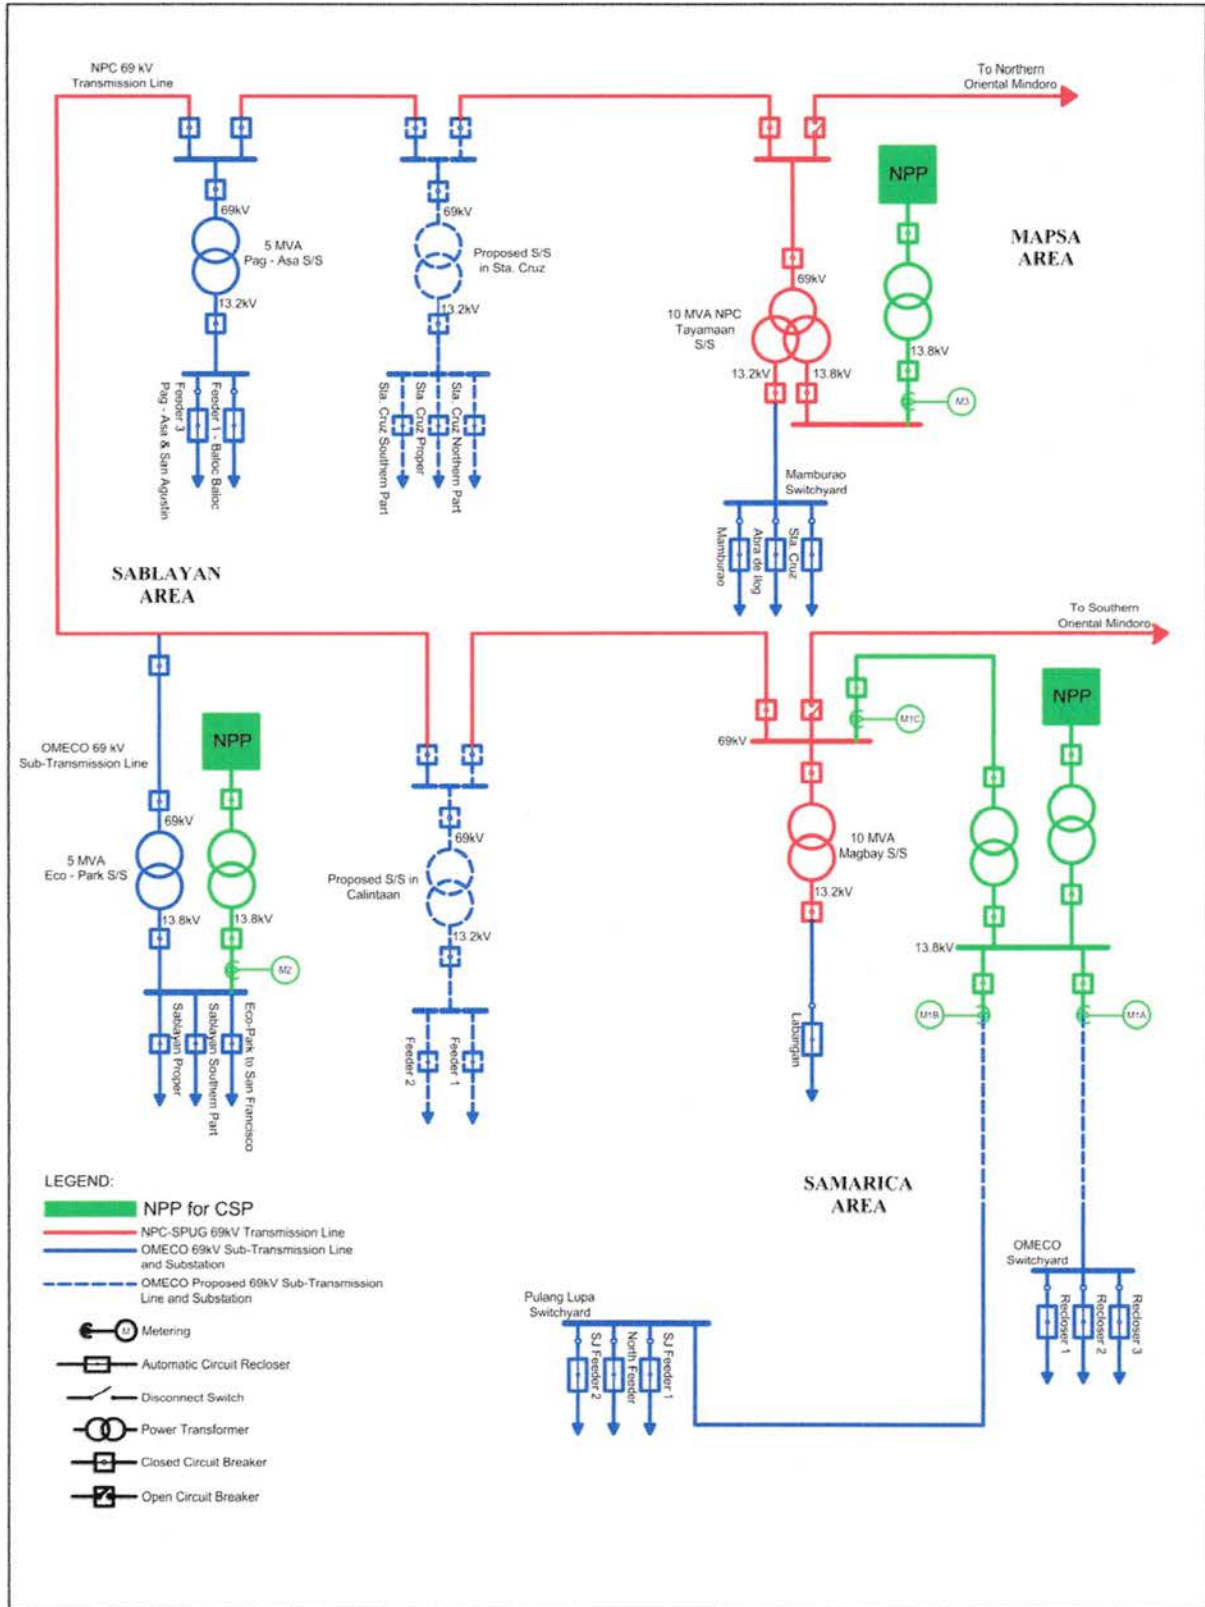 NPC 69 kV
Transmission Line
To Northern
Oriental Mindoro
NPP
MAPSA
AREA
69kV
5 MVA
Pag - Asa S/S
13.2kV
Feeder 1 - Baloc Baloc
Feeder 3
Pag - Asa & San Agustin
69kV
Proposed S/S
in Sta. Cruz
13.2kV
Sta. Cruz Northern Part
Sta. Cruz Proper
Sta. Cruz Southern Part
69kV
10 MVA NPC
Tayamaan
S/S
13.2kV
13.8kV
13.8kV
M3
Mamburao
Switchyard
Sta. Cruz
Abra de Ilog
Mamburao
SABLAYAN
AREA
To Southern
Oriental Mindoro
OMECO 69 kV
Sub-Transmission Line
NPP
69kV
5 MVA
Eco - Park S/S
13.8kV
13.8kV
M2
Eco-Park to San Francisco
Sablayan Southern Part
Sablayan Proper
69kV
Proposed S/S in
Calintaan
13.2kV
Feeder 1
Feeder 2
69kV
M1C
NPP
10 MVA
Magbay S/S
13.2kV
Labangan
13.8kV
M1B
M1A
SAMARICA
AREA
OMECO
Switchyard
Recloser 3
Recloser 2
Recloser 1
Pulang Lupa
Switchyard
SJ Feeder 1
North Feeder
SJ Feeder 2
LEGEND:
NPP for CSP
NPC-SPUG 69kV Transmission Line
OMECO 69kV Sub-Transmission Line
and Substation
OMECO Proposed 69kV Sub-Transmission
Line and Substation
M
Metering
Automatic Circuit Recloser
Disconnect Switch
Power Transformer
Closed Circuit Breaker
Open Circuit Breaker